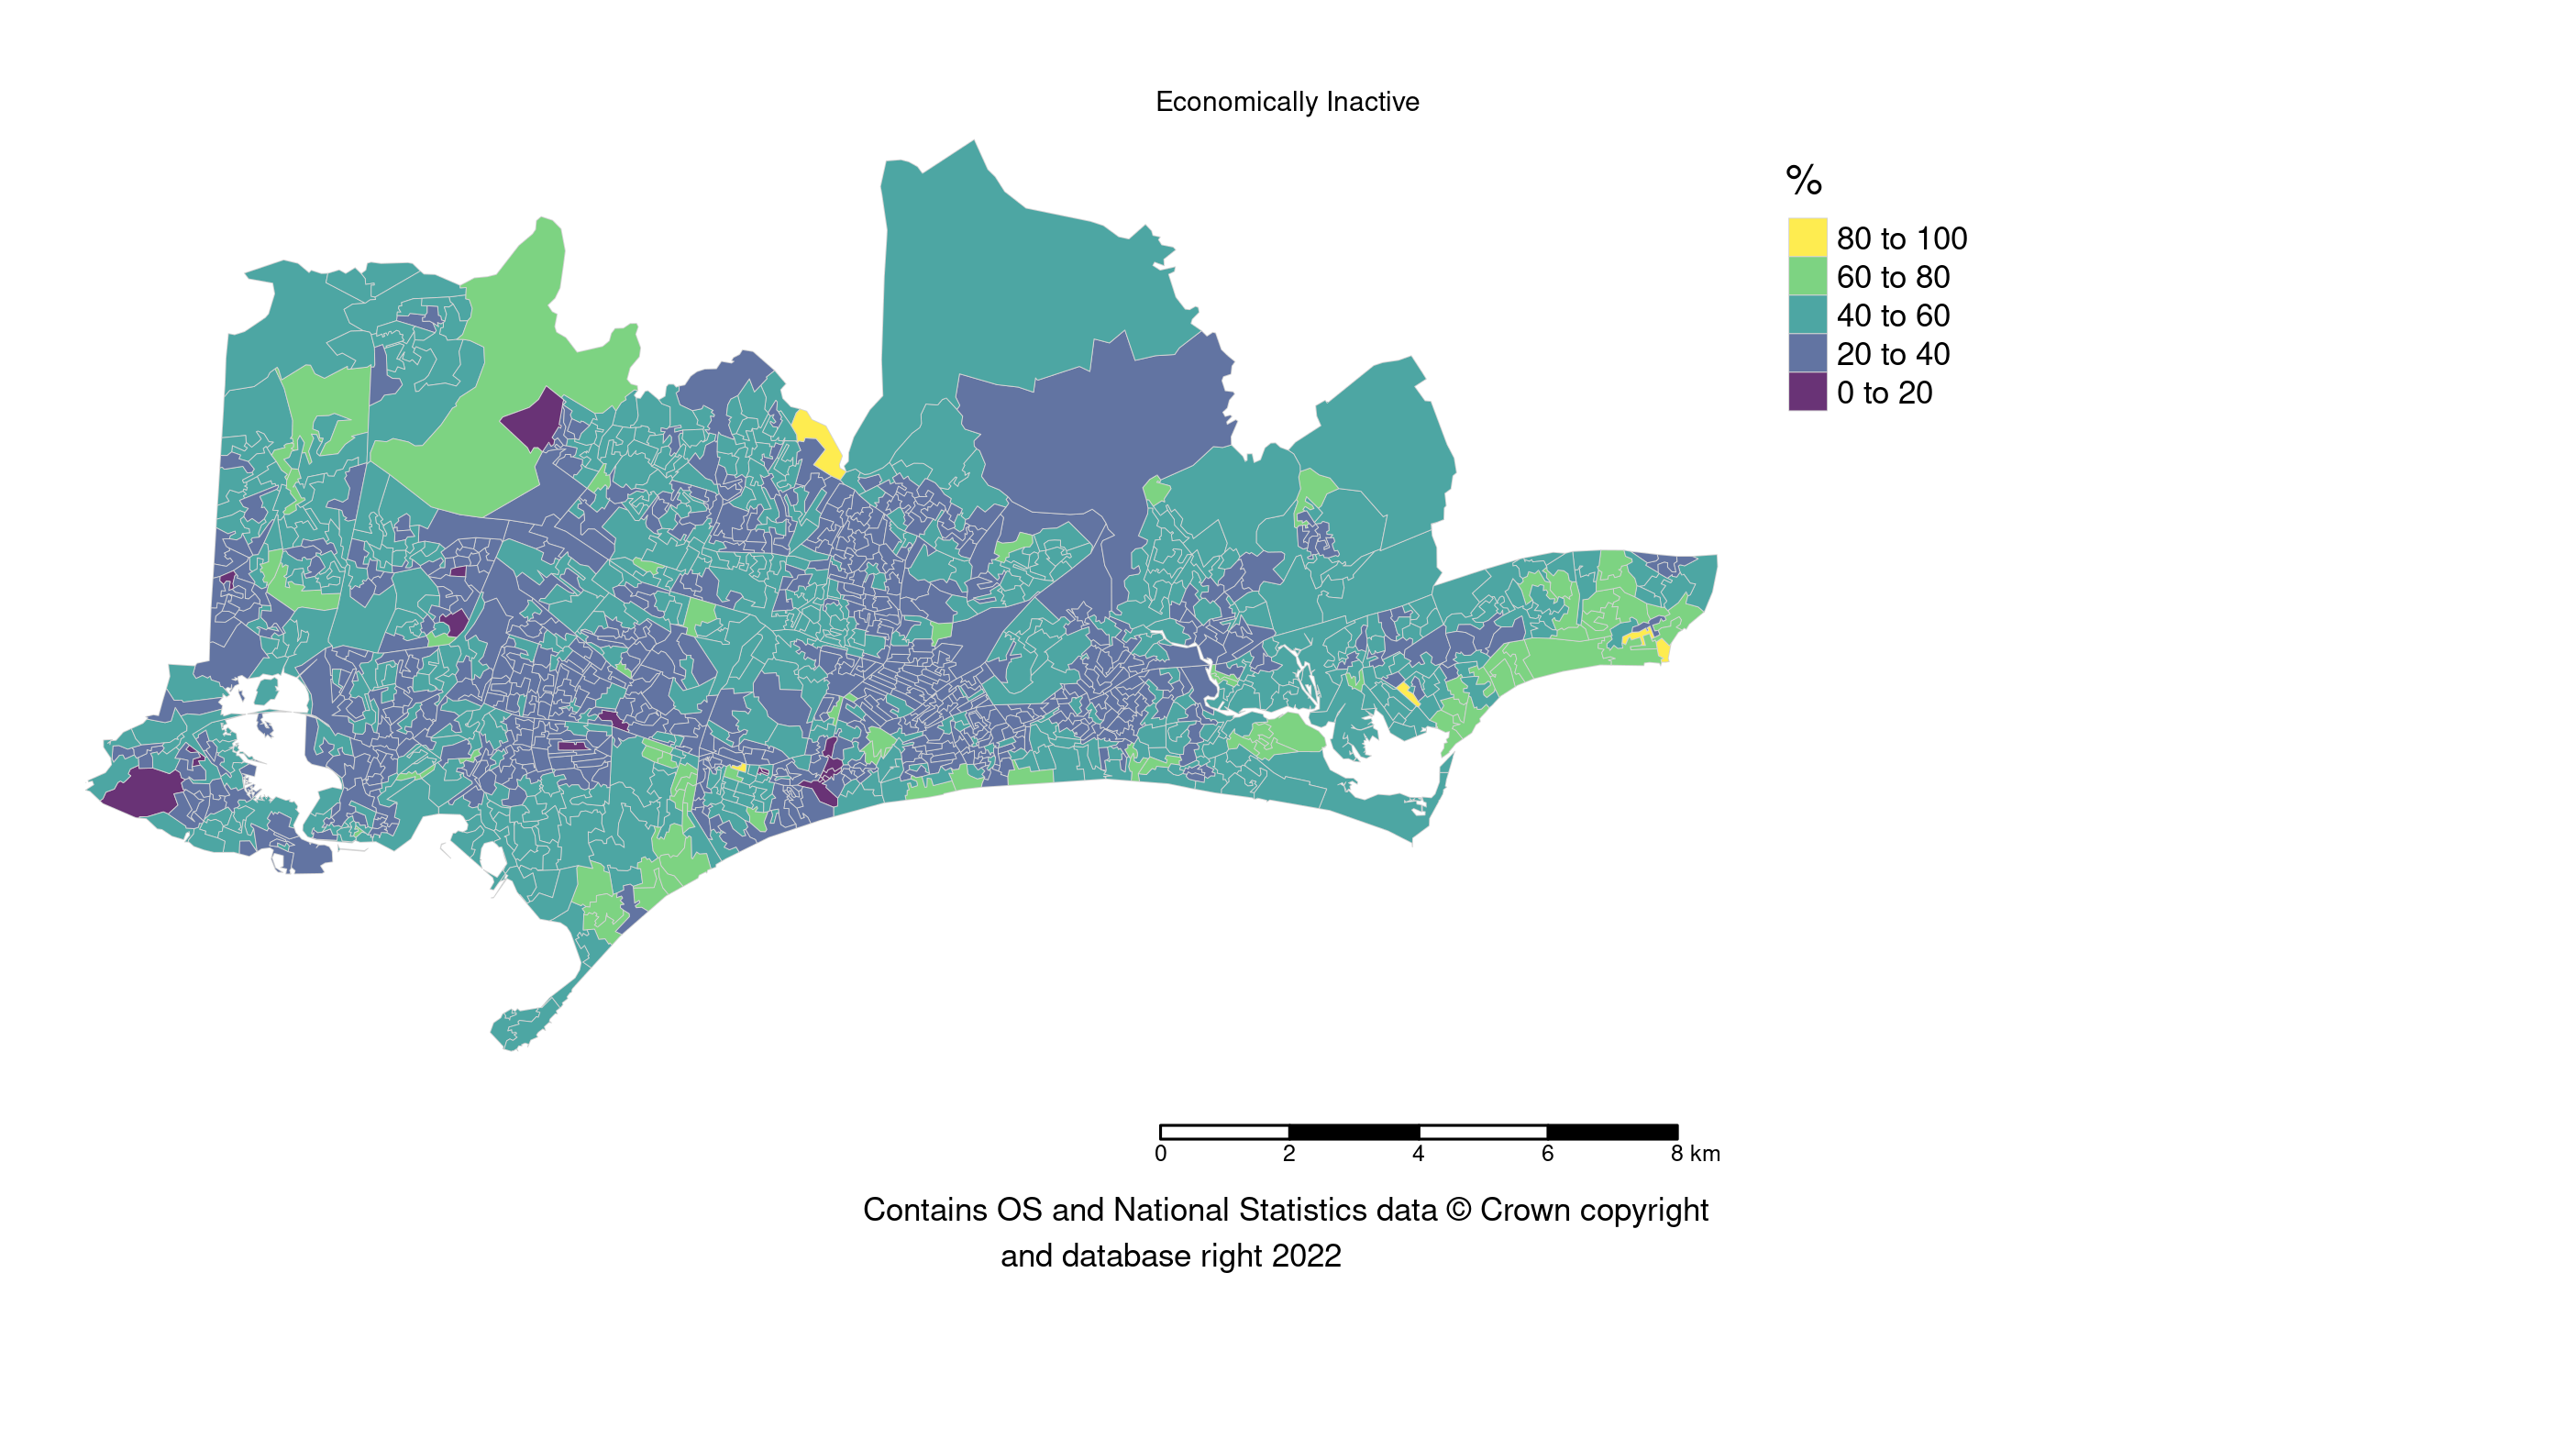 Economically Inactive
%
80 to 100
60 to 80
40 to 60
20 to 40
0 to 20
0 2 4 6 8 km
Contains OS and National Statistics data © Crown copyright
and database right 2022